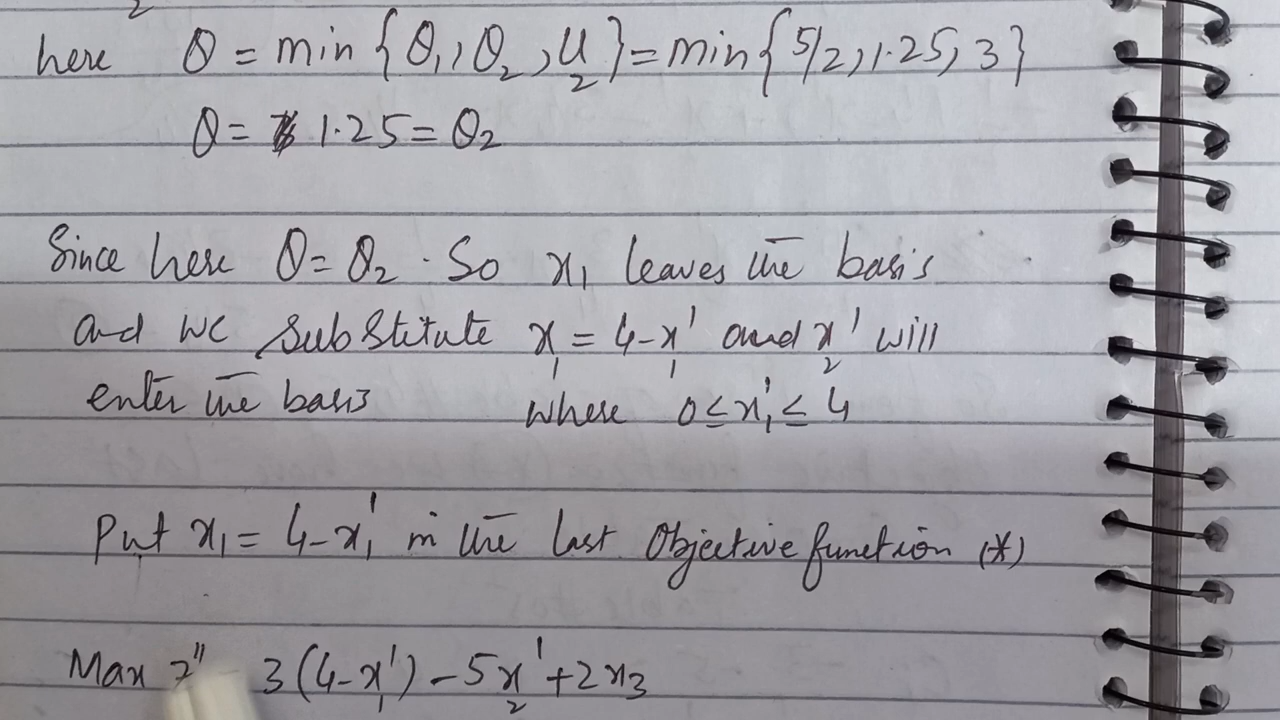 2
here θ = min {θ₁, θ₂, U₂} = min {5/2, 1.25, 3}
θ = 1.25 = θ₂
Since here θ = θ₂. So x₁ leaves the basis
and we substitute x₁ = 4-x₁' and x₂' will
enter the basis where 0 ≤ x₁' ≤ 4
Put x₁ = 4-x₁' in the last Objective function (*)
Max z'' 3(4-x₁') - 5x₂' + 2x₃